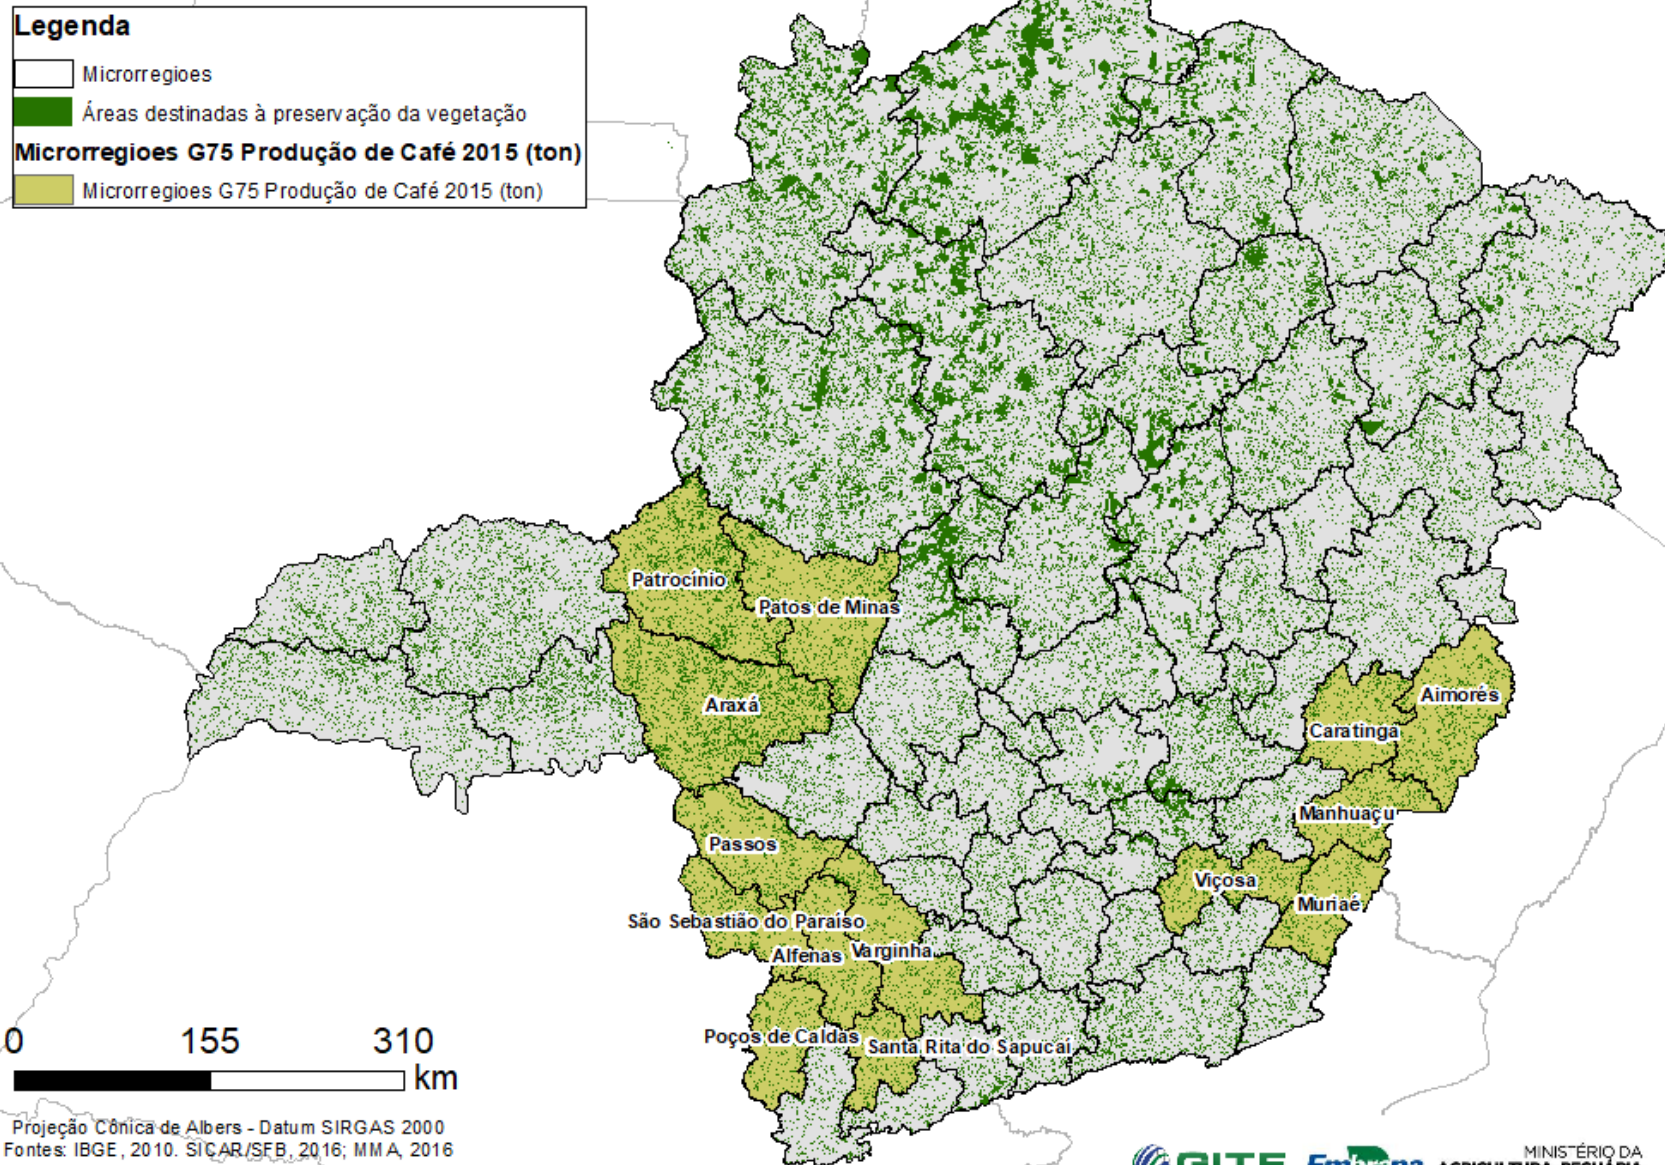 Legenda
Microrregioes
Áreas destinadas à preservação da vegetação
Microrregioes G75 Produção de Café 2015 (ton)
Microrregioes G75 Produção de Café 2015 (ton)
Patrocínio
Patos de Minas
Araxá
Aimorés
Caratinga
Manhuaçu
Passos
Viçosa
Muriaé
São Sebastião do Paraíso
Alfenas
Varginha
Poços de Caldas
Santa Rita do Sapucaí
0 155 310
km
Projeção Cônica de Albers - Datum SIRGAS 2000
Fontes: IBGE, 2010. SICAR/SFB, 2016; MMA, 2016
GITE
Embrapa
MINISTÉRIO DA